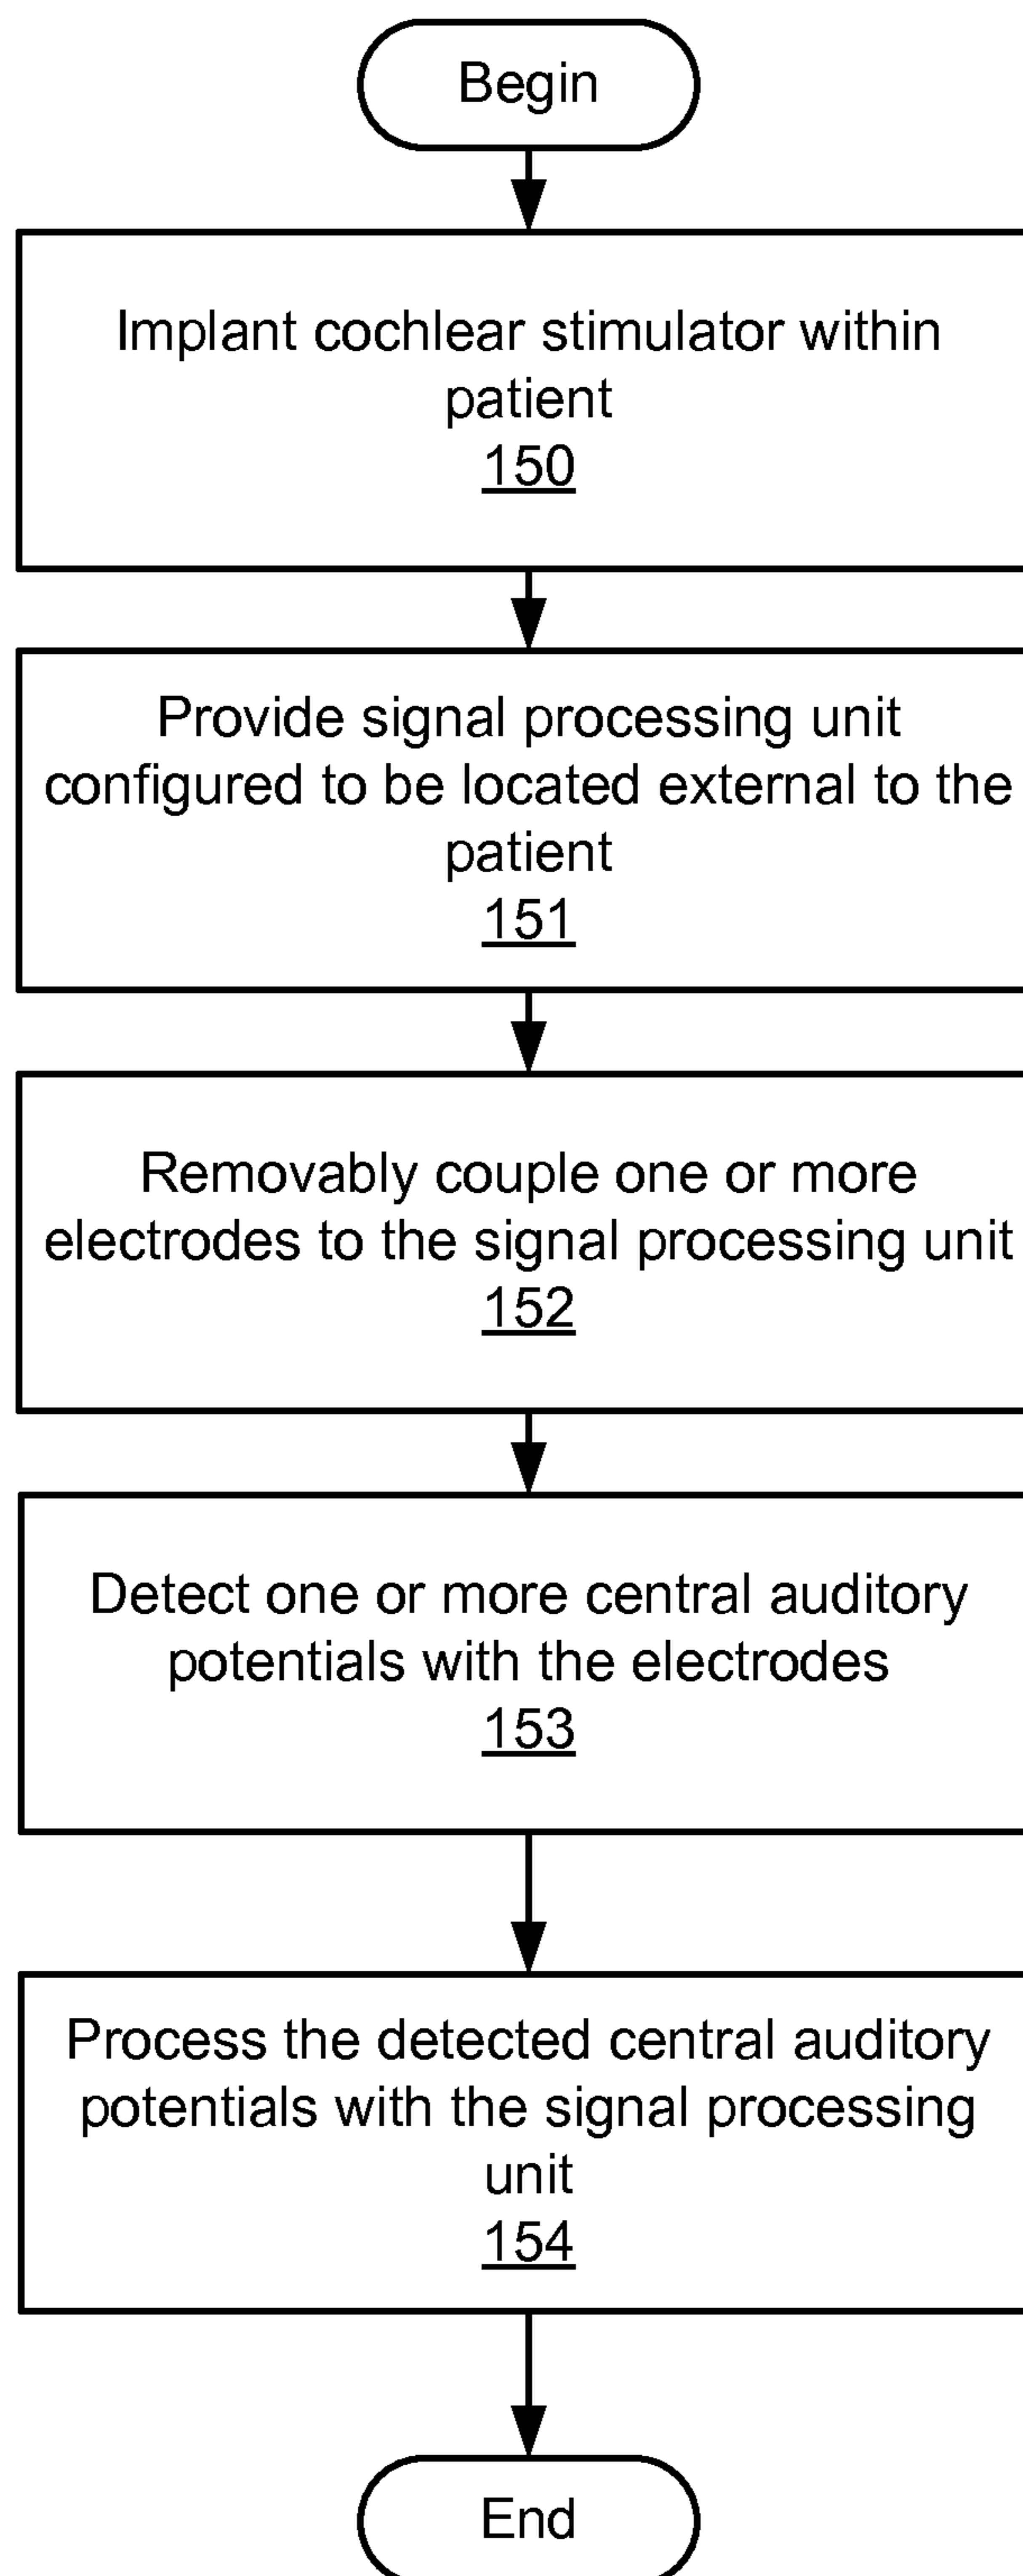 Begin
Implant cochlear stimulator within
patient
150
Provide signal processing unit
configured to be located external to the
patient
151
Removably couple one or more
electrodes to the signal processing unit
152
Detect one or more central auditory
potentials with the electrodes
153
Process the detected central auditory
potentials with the signal processing
unit
154
End